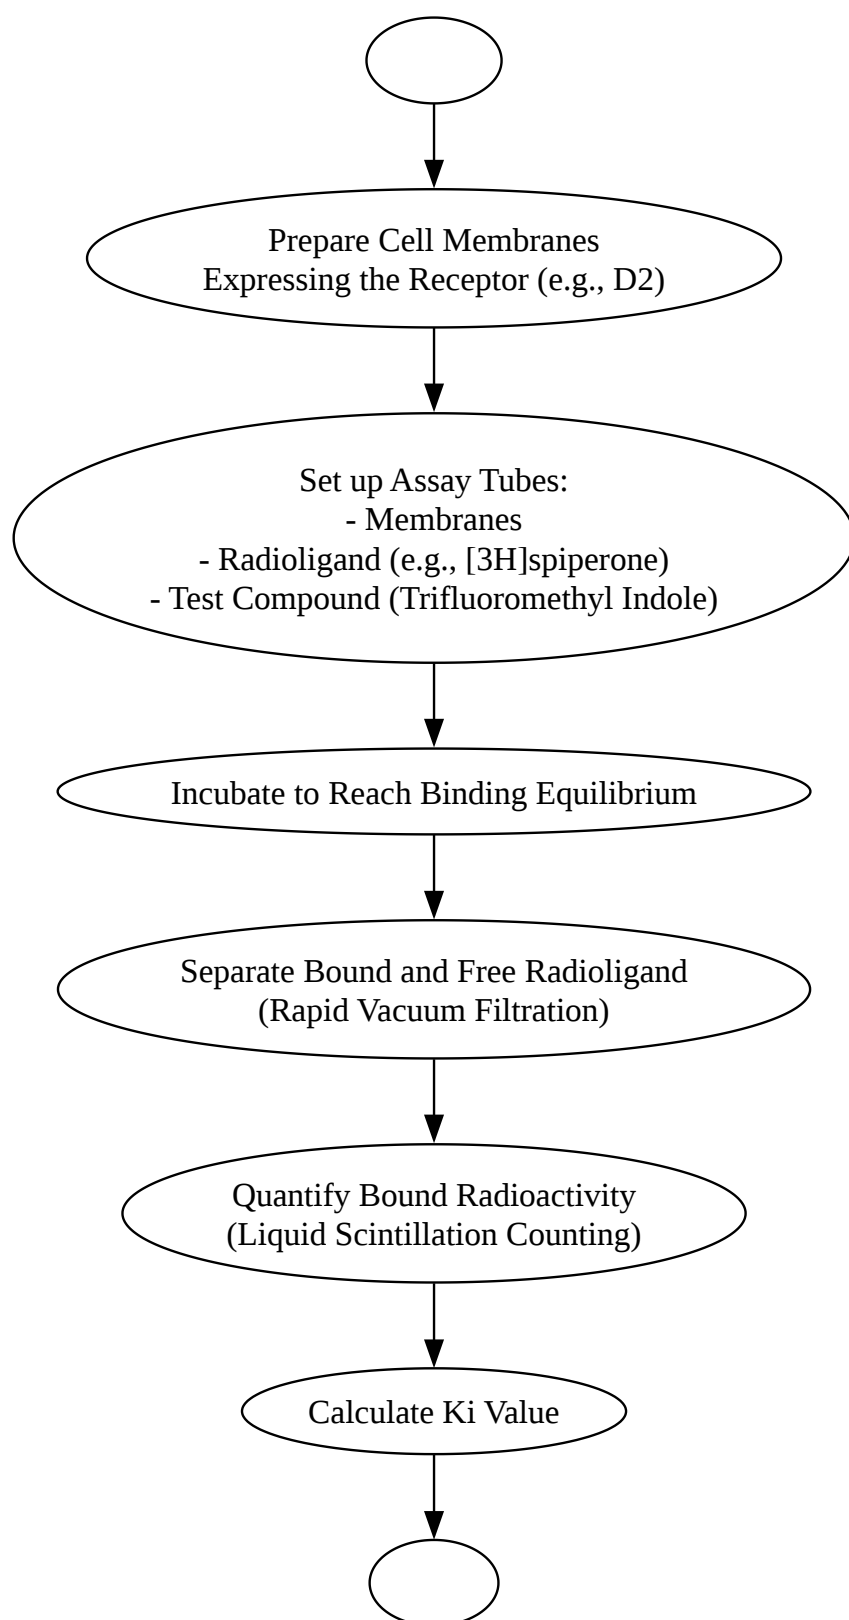 Prepare Cell Membranes
Expressing the Receptor (e.g., D2)
Set up Assay Tubes:
- Membranes
- Radioligand (e.g., [3H]spiperone)
- Test Compound (Trifluoromethyl Indole)
Incubate to Reach Binding Equilibrium
Separate Bound and Free Radioligand
(Rapid Vacuum Filtration)
Quantify Bound Radioactivity
(Liquid Scintillation Counting)
Calculate Ki Value